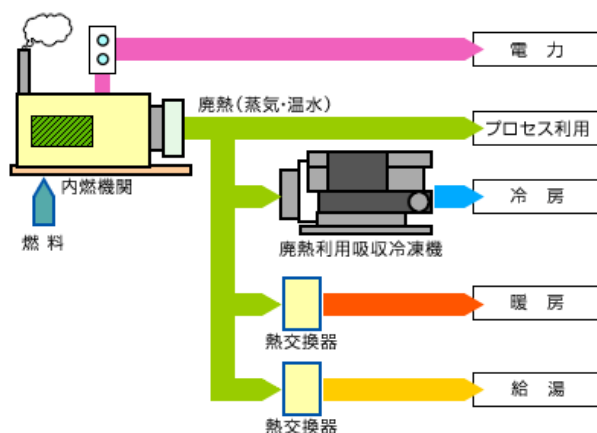 電 力
廃熱(蒸気・温水)
プロセス利用
内燃機関
燃 料
冷 房
廃熱利用吸収冷凍機
暖 房
熱交換器
給 湯
熱交換器